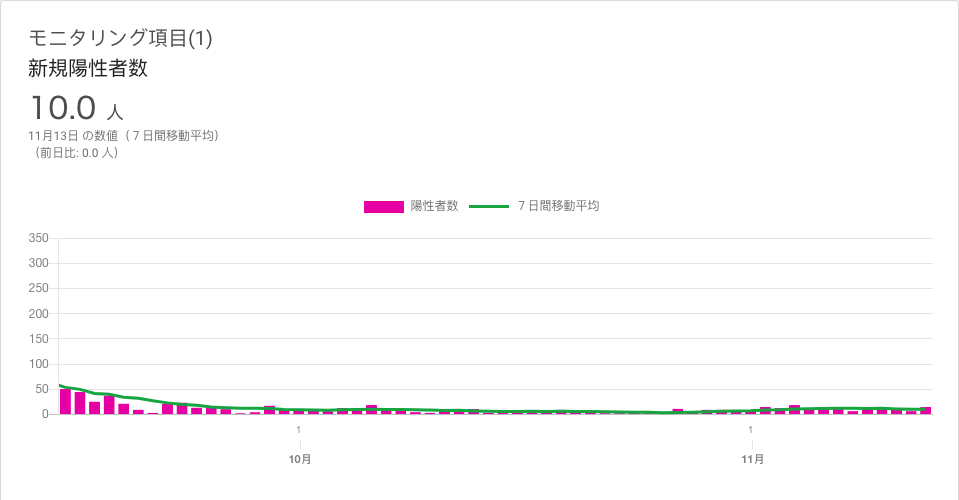 モニタリング項目(1)
新規陽性者数
10.0 人
11月13日 の数値（７日間移動平均）
（前日比: 0.0 人）
陽性者数 ７日間移動平均
350
300
250
200
150
100
50
0
1 1
10月 11月